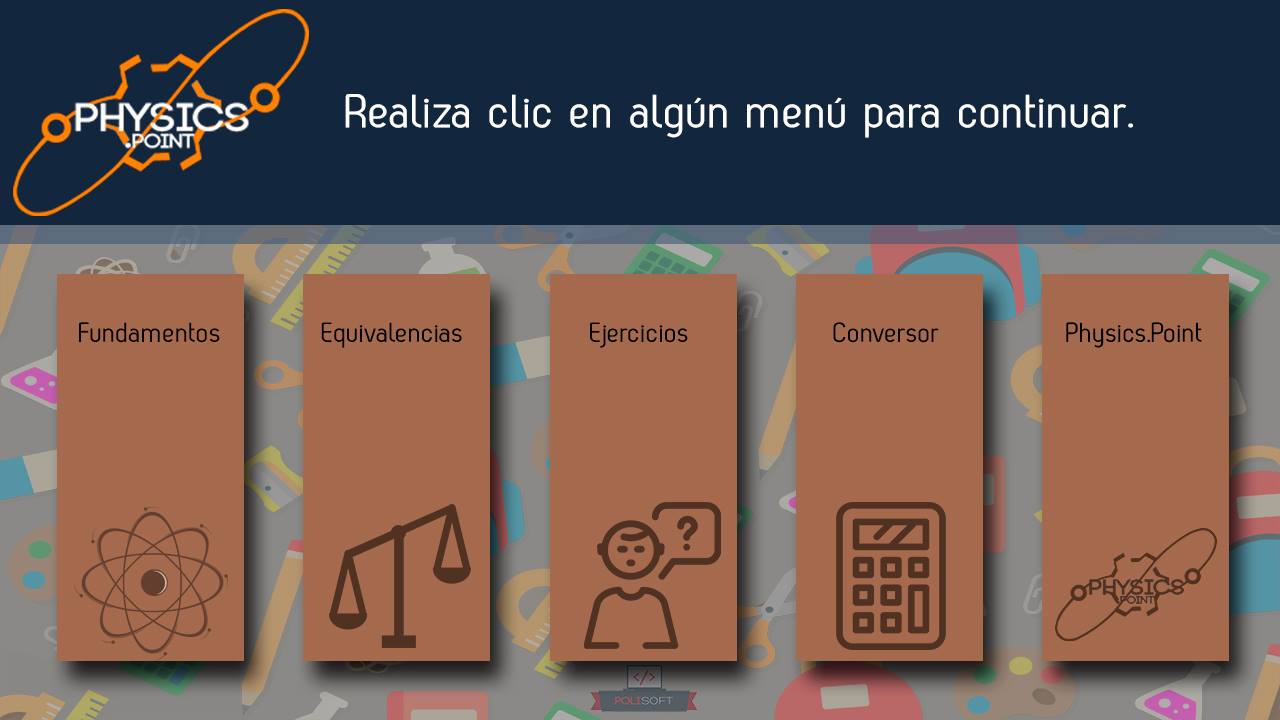 PHYSICS
.POINT
Realiza clic en algún menú para continuar.
Fundamentos
Equivalencias
Ejercicios
Conversor
Physics.Point
?
PHYSICS
.POINT
</>
POLISOFT